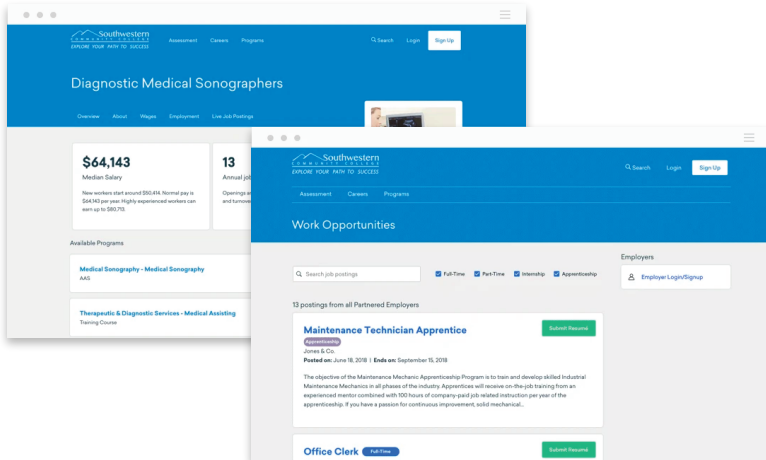 Southwestern
COMMUNITY COLLEGE
EXPLORE YOUR PATH TO SUCCESS
Assessment Careers Programs
Search Login Sign Up
Diagnostic Medical Sonographers
Overview About Wages Employment Live Job Postings
$64,143
Median Salary
New workers start around $50,414. Normal pay is
$64,143 per year. Highly experienced workers can
earn up to $80,713.
13
Annual jo
Openings a
and turnove
Available Programs
Medical Sonography - Medical Sonography
AAS
Therapeutic & Diagnostic Services - Medical Assisting
Training Course
Southwestern
COMMUNITY COLLEGE
EXPLORE YOUR PATH TO SUCCESS
Search Login Sign Up
Assessment Careers Programs
Work Opportunities
Search job postings
Full-Time Part-Time Internship Apprenticeship
Employers
Employer Login/Signup
13 postings from all Partnered Employers
Maintenance Technician Apprentice
Submit Resumé
Apprenticeship
Jones & Co.
Posted on: June 18, 2018 | Ends on: September 15, 2018
The objective of the Maintenance Mechanic Apprenticeship Program is to train and develop skilled Industrial
Maintenance Mechanics in all phases of the industry. Apprentices will receive on-the-job training from an
experienced mentor combined with 100 hours of company-paid job related instruction per year of the
apprenticeship. If you have a passion for continuous improvement, solid mechanical...
Office Clerk Full-Time
Submit Resumé